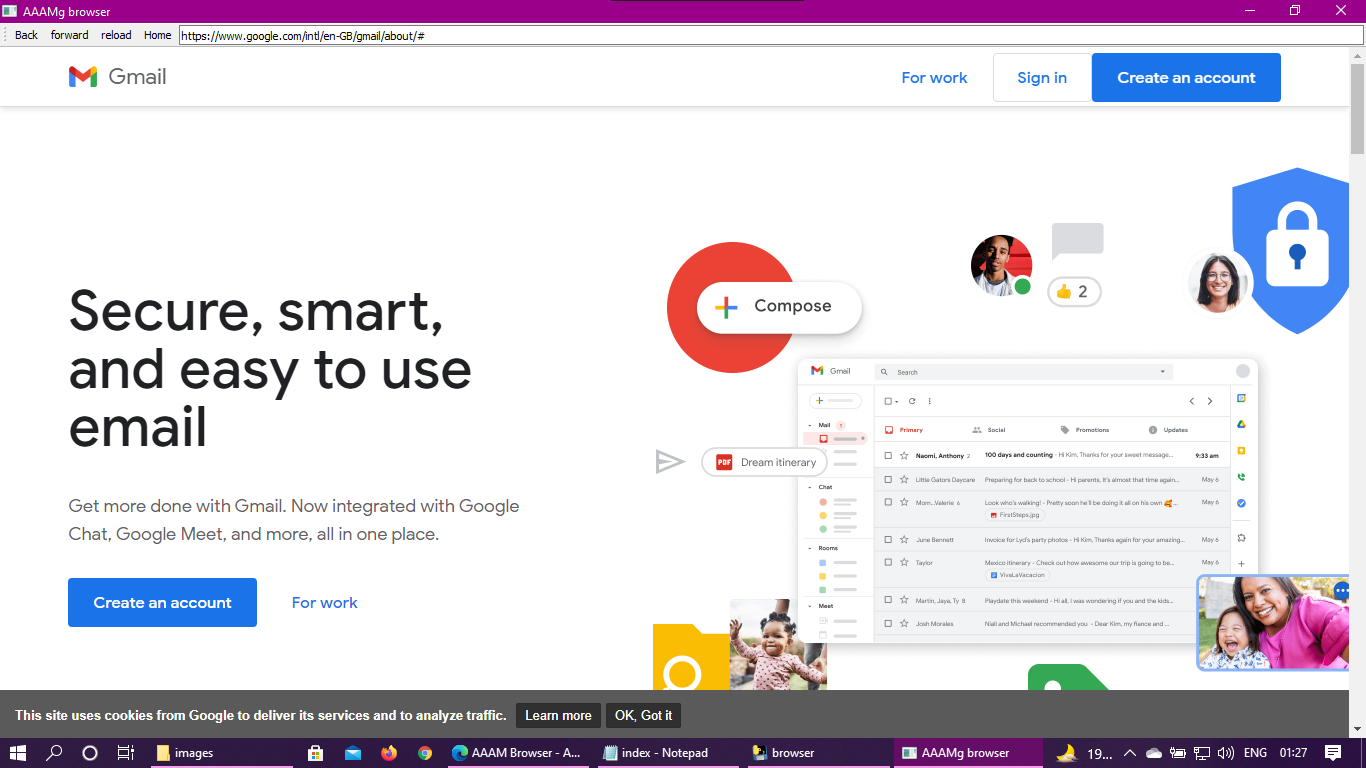 AAAMg browser
Back forward reload Home https://www.google.com/intl/en-GB/gmail/about/#
Gmail
For work Sign in Create an account
Secure, smart,
and easy to use
email
Get more done with Gmail. Now integrated with Google
Chat, Google Meet, and more, all in one place.
Create an account For work
Compose
2
PDF Dream itinerary
Gmail Search
Mail 1
Chat
Rooms
Meet
Primary Social Promotions Updates
Naomi, Anthony 2 100 days and counting - Hi Kim, Thanks for your sweet message... 9:33 am
Little Gators Daycare Preparing for back to school - Hi parents, It's almost that time again... May 6
Mom...Valerie 6 Look who's walking! - Pretty soon he'll be doing it all on his own 🥰 ... May 6
FirstSteps.jpg
June Bennett Invoice for Lyd's party photos - Hi Kim, Thanks again for your amazing... May 6
Taylor Mexico itinerary - Check out how awesome our trip is going to be... May 6
VivaLaVacacion
Martin, Jaya, Ty 8 Playdate this weekend - Hi all, I was wondering if you and the kids...
Josh Morales Niall and Michael recommended you - Dear Kim, my fiance and ...
This site uses cookies from Google to deliver its services and to analyze traffic. Learn more OK, Got it
images AAAM Browser - A... index - Notepad browser AAAMg browser 19... ENG 01:27